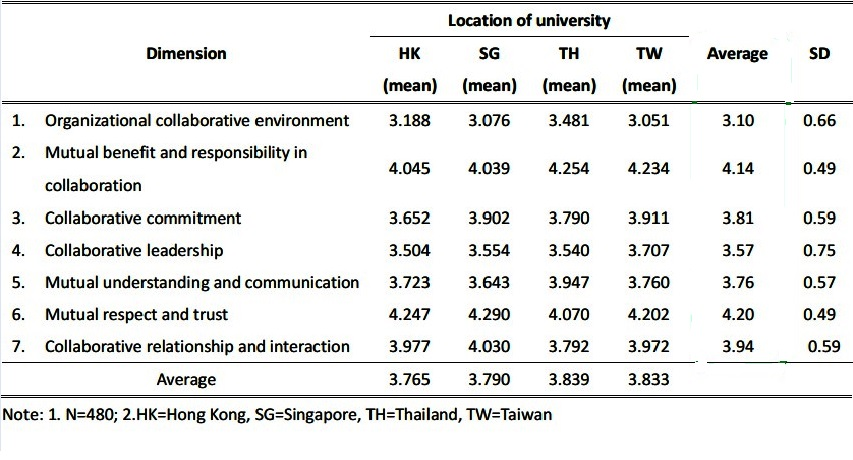 Location of university
Dimension HK SG TH TW Average SD
(mean) (mean) (mean) (mean)
1. Organizational collaborative environment 3.188 3.076 3.481 3.051 3.10 0.66
2. Mutual benefit and responsibility in
collaboration 4.045 4.039 4.254 4.234 4.14 0.49
3. Collaborative commitment 3.652 3.902 3.790 3.911 3.81 0.59
4. Collaborative leadership 3.504 3.554 3.540 3.707 3.57 0.75
5. Mutual understanding and communication 3.723 3.643 3.947 3.760 3.76 0.57
6. Mutual respect and trust 4.247 4.290 4.070 4.202 4.20 0.49
7. Collaborative relationship and interaction 3.977 4.030 3.792 3.972 3.94 0.59
Average 3.765 3.790 3.839 3.833
Note: 1. N=480; 2.HK=Hong Kong, SG=Singapore, TH=Thailand, TW=Taiwan